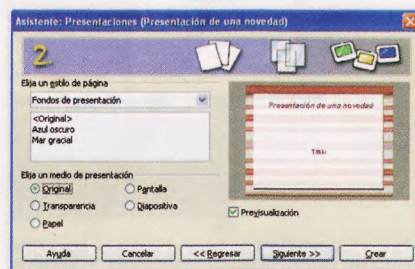 Asistente: Presentaciones (Presentación de una novedad)
2.
Elija un estilo de página
Fondos de presentación
<Original>
Azul oscuro
Mar gracial
Presentación de una novedad
Título
Elija un medio de presentación
Original
Pantalla
Transparencia
Diapositiva
Papel
Previsualización
Ayuda
Cancelar
<< Regresar
Siguiente >>
Crear